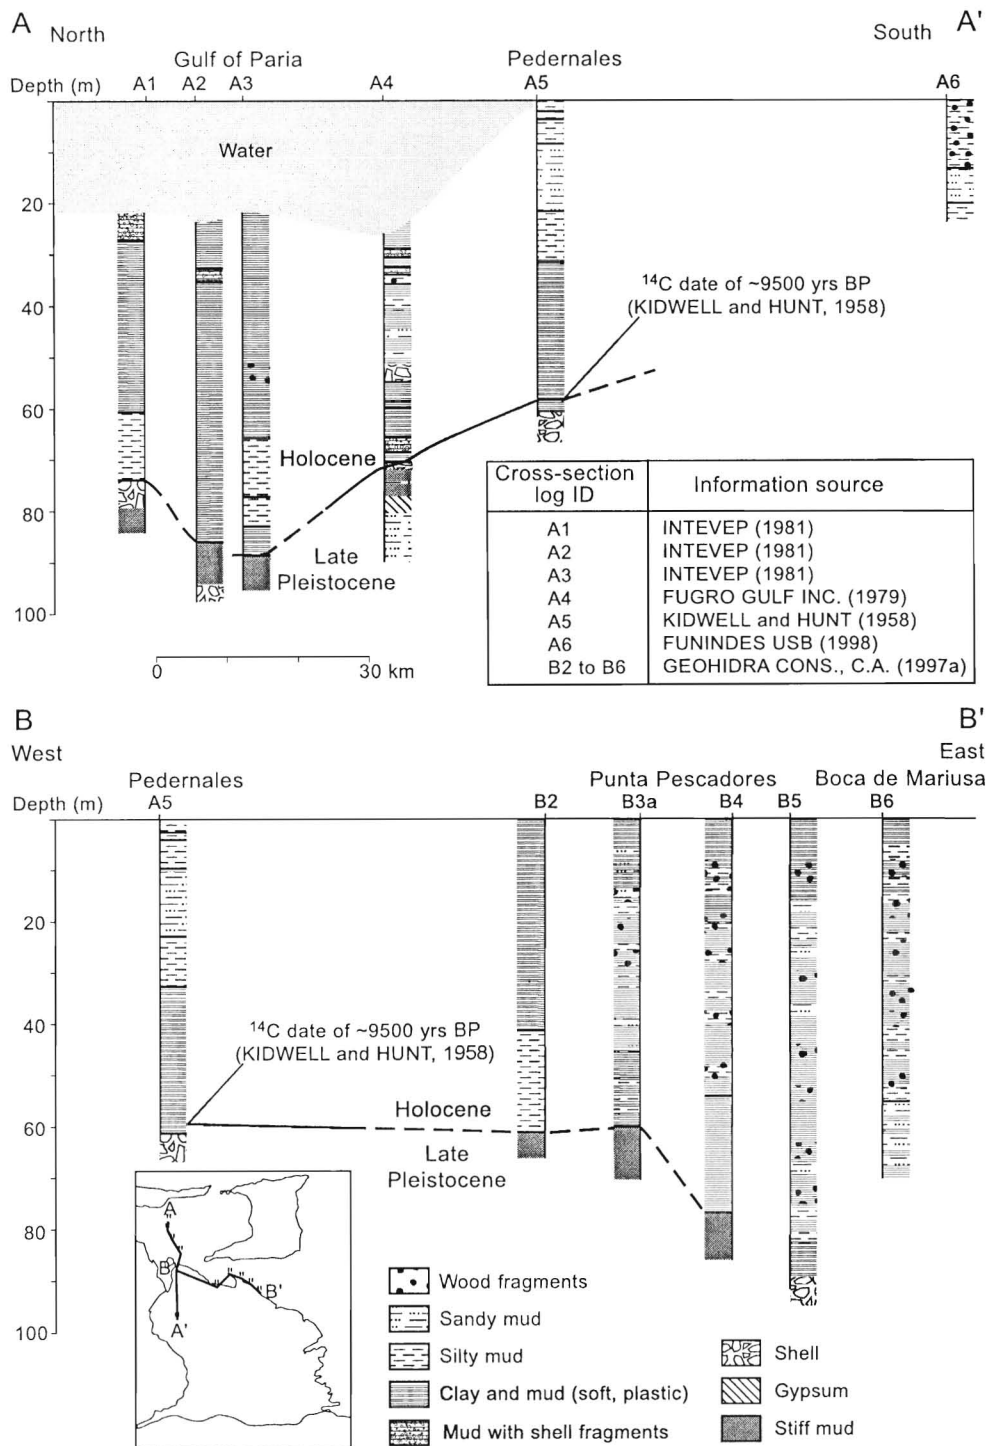 A North South A'
Gulf of Paria Pedernales
Depth (m) A1 A2 A3 A4 A5 A6
Water
20
¹⁴C date of ~9500 yrs BP
(KIDWELL and HUNT, 1958)
40
60
Holocene
80
Late
Pleistocene
100
0 30 km
Cross-section log ID Information source
A1 INTEVEP (1981)
A2 INTEVEP (1981)
A3 INTEVEP (1981)
A4 FUGRO GULF INC. (1979)
A5 KIDWELL and HUNT (1958)
A6 FUNINDES USB (1998)
B2 to B6 GEOHIDRA CONS., C.A. (1997a)
B B'
West East
Pedernales Punta Pescadores Boca de Mariusa
Depth (m) A5 B2 B3a B4 B5 B6
20
40
¹⁴C date of ~9500 yrs BP
(KIDWELL and HUNT, 1958)
Holocene
60
Late
Pleistocene
80
100
A
B
B'
A'
Wood fragments
Sandy mud
Silty mud
Clay and mud (soft, plastic)
Mud with shell fragments
Shell
Gypsum
Stiff mud